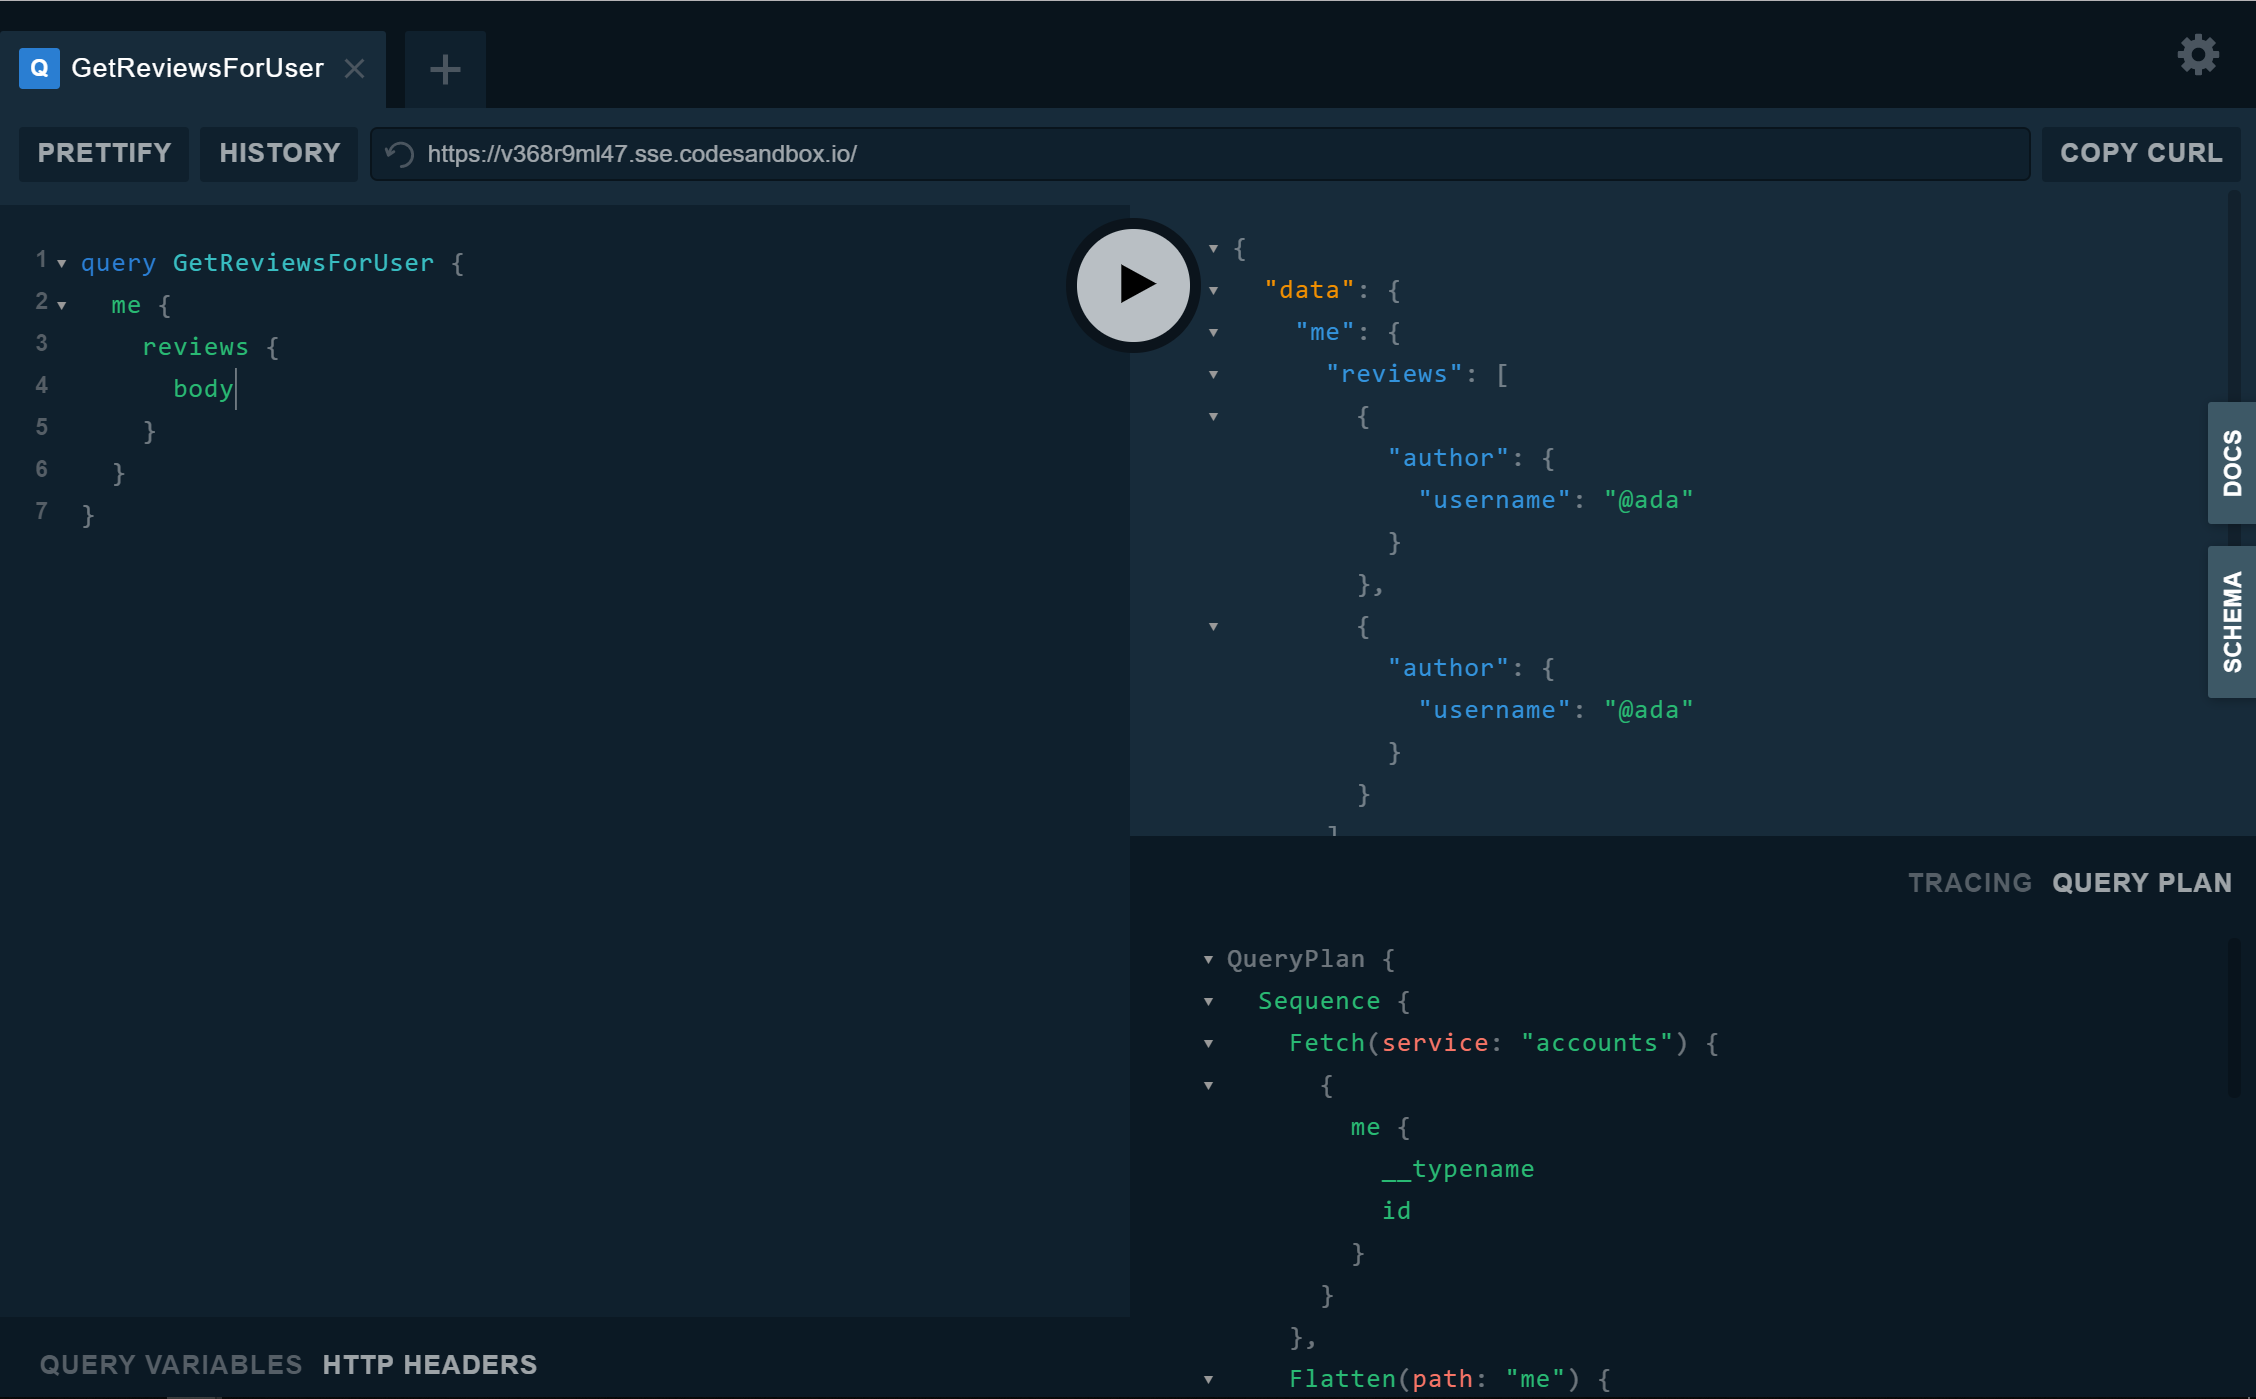 Q GetReviewsForUser
PRETTIFY HISTORY https://v368r9ml47.sse.codesandbox.io/ COPY CURL
1 query GetReviewsForUser {
2 me {
3 reviews {
4 body
5 }
6 }
7 }
{
"data": {
"me": {
"reviews": [
{
"author": {
"username": "@ada"
}
},
{
"author": {
"username": "@ada"
}
}
]
DOCS
SCHEMA
TRACING QUERY PLAN
QueryPlan {
Sequence {
Fetch(service: "accounts") {
{
me {
__typename
id
}
}
},
Flatten(path: "me") {
QUERY VARIABLES HTTP HEADERS